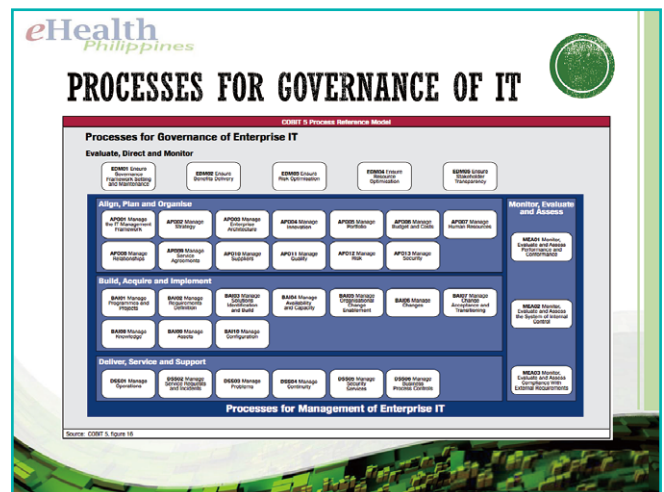 eHealth
Philippines
PROCESSES FOR GOVERNANCE OF IT
COBIT 5 Process Reference Model
Processes for Governance of Enterprise IT
Evaluate, Direct and Monitor
EDM01 Ensure
Governance
Framework Setting
and Maintenance
EDM02 Ensure
Benefits Delivery
EDM03 Ensure
Risk Optimisation
EDM04 Ensure
Resource
Optimisation
EDM05 Ensure
Stakeholder
Transparency
Align, Plan and Organise
APO01 Manage
the IT Management
Framework
APO02 Manage
Strategy
APO03 Manage
Enterprise
Architecture
APO04 Manage
Innovation
APO05 Manage
Portfolio
APO06 Manage
Budget and Costs
APO07 Manage
Human Resources
APO08 Manage
Relationships
APO09 Manage
Service
Agreements
APO10 Manage
Suppliers
APO11 Manage
Quality
APO12 Manage
Risk
APO13 Manage
Security
Build, Acquire and Implement
BAI01 Manage
Programmes and
Projects
BAI02 Manage
Requirements
Definition
BAI03 Manage
Solutions
Identification
and Build
BAI04 Manage
Availability
and Capacity
BAI05 Manage
Organisational
Change
Enablement
BAI06 Manage
Changes
BAI07 Manage
Change
Acceptance and
Transitioning
BAI08 Manage
Knowledge
BAI09 Manage
Assets
BAI10 Manage
Configuration
Deliver, Service and Support
DSS01 Manage
Operations
DSS02 Manage
Service Requests
and Incidents
DSS03 Manage
Problems
DSS04 Manage
Continuity
DSS05 Manage
Security
Services
DSS06 Manage
Business
Process Controls
Monitor, Evaluate
and Assess
MEA01 Monitor,
Evaluate and Assess
Performance and
Conformance
MEA02 Monitor,
Evaluate and Assess
the System of Internal
Control
MEA03 Monitor,
Evaluate and Assess
Compliance With
External Requirements
Processes for Management of Enterprise IT
Source: COBIT 5, figure 16